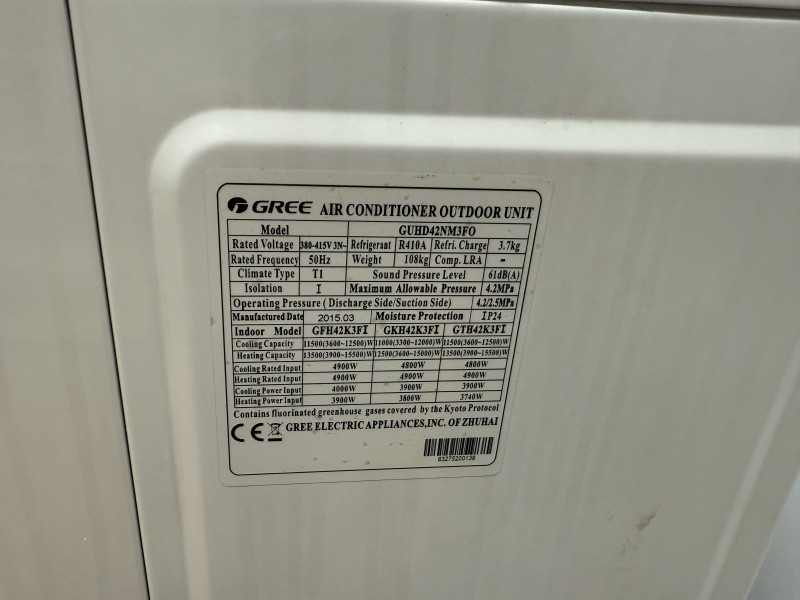 GREE AIR CONDITIONER OUTDOOR UNIT
Model GUHD42NM3FO
Rated Voltage 380-415V 3N~ Refrigerant R410A Refri. Charge 3.7kg
Rated Frequency 50Hz Weight 108kg Comp. LRA -
Climate Type T1 Sound Pressure Level 61dB(A)
Isolation I Maximum Allowable Pressure 4.2MPa
Operating Pressure ( Discharge Side/Suction Side) 4.2/2.5MPa
Manufactured Date 2015.03 Moisture Protection IP24
Indoor Model GFH42K3FI GKH42K3FI GTH42K3FI
Cooling Capacity 11500(3600~12500)W 11000(3300~12000)W 11500(3600~12500)W
Heating Capacity 13500(3900~15500)W 12500(3600~15000)W 13500(3900~15500)W
Cooling Rated Input 4900W 4800W 4800W
Heating Rated Input 4900W 4900W 4900W
Cooling Power Input 4000W 3900W 3900W
Heating Power Input 3900W 3800W 3740W
Contains fluorinated greenhouse gases covered by the Kyoto Protocol
CE GREE ELECTRIC APPLIANCES,INC. OF ZHUHAI
63275200138